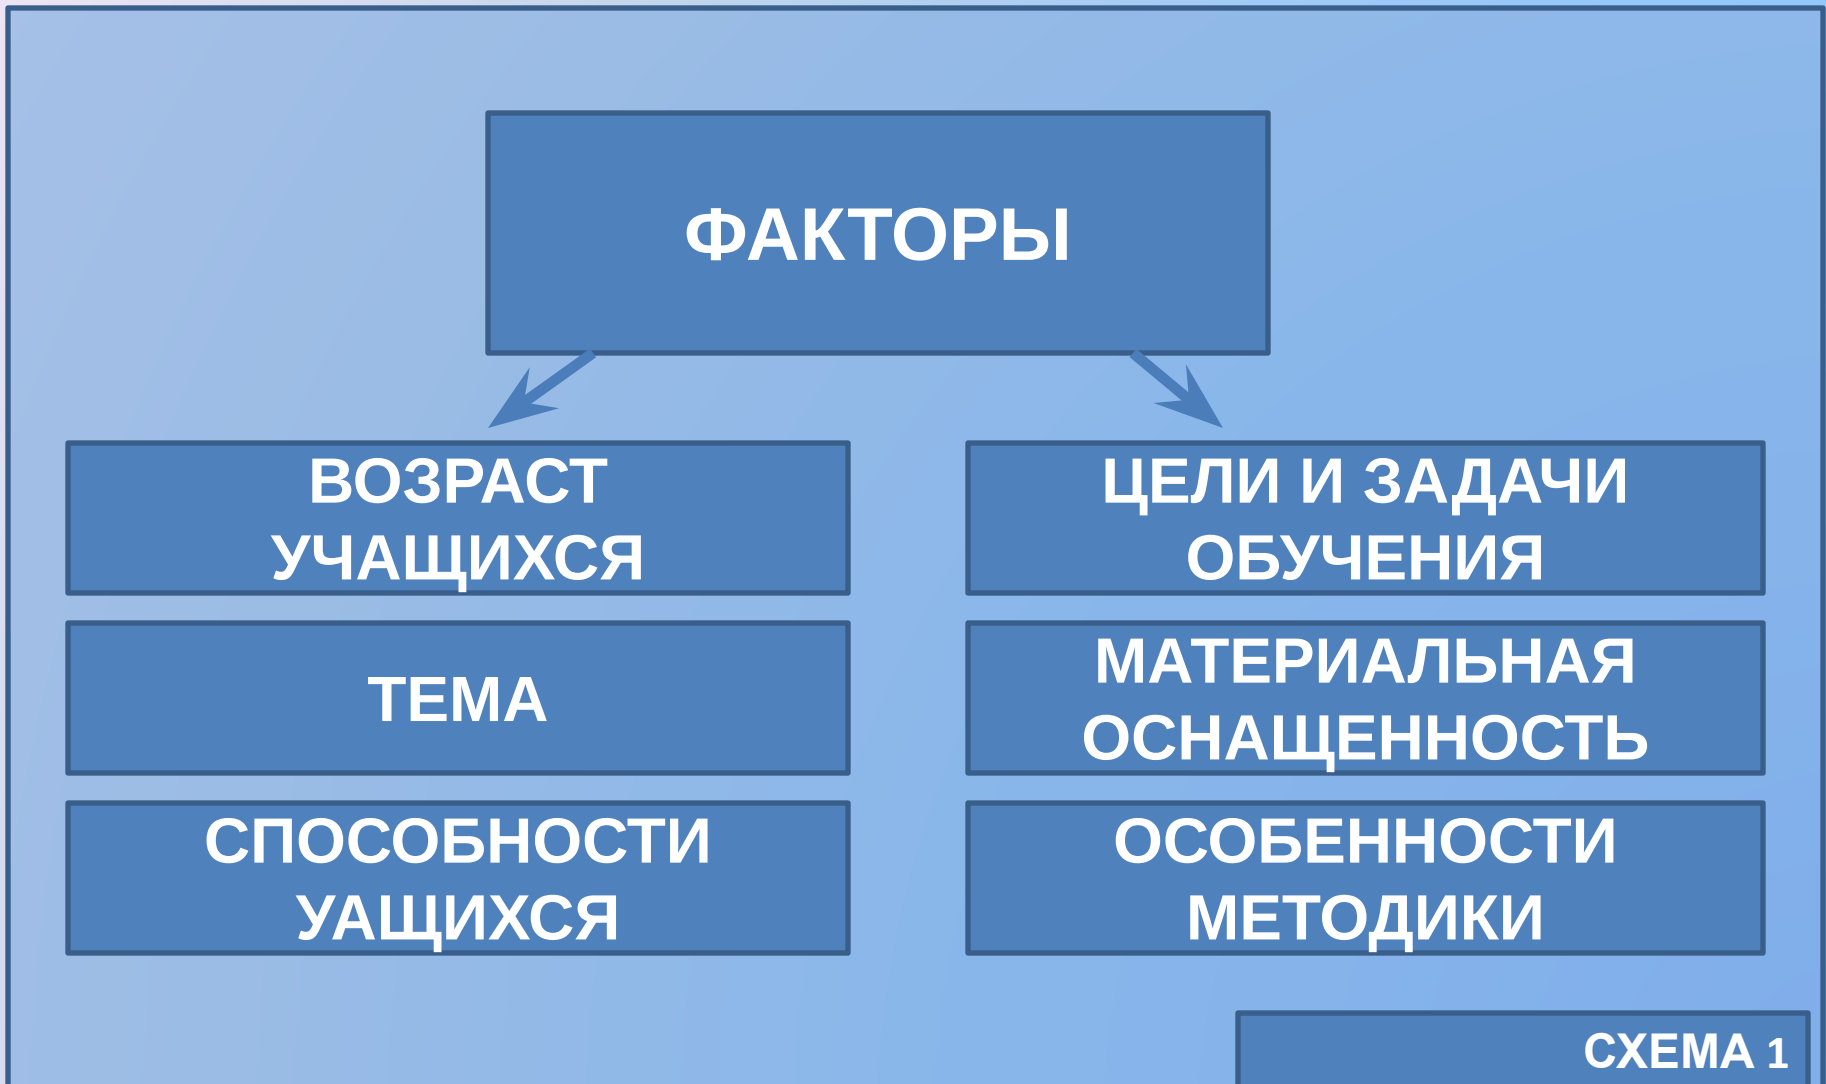 ФАКТОРЫ
ВОЗРАСТ
УЧАЩИХСЯ
ТЕМА
СПОСОБНОСТИ
УАЩИХСЯ
ЦЕЛИ И ЗАДАЧИ
ОБУЧЕНИЯ
МАТЕРИАЛЬНАЯ
ОСНАЩЕННОСТЬ
ОСОБЕННОСТИ
МЕТОДИКИ
СХЕМА 1